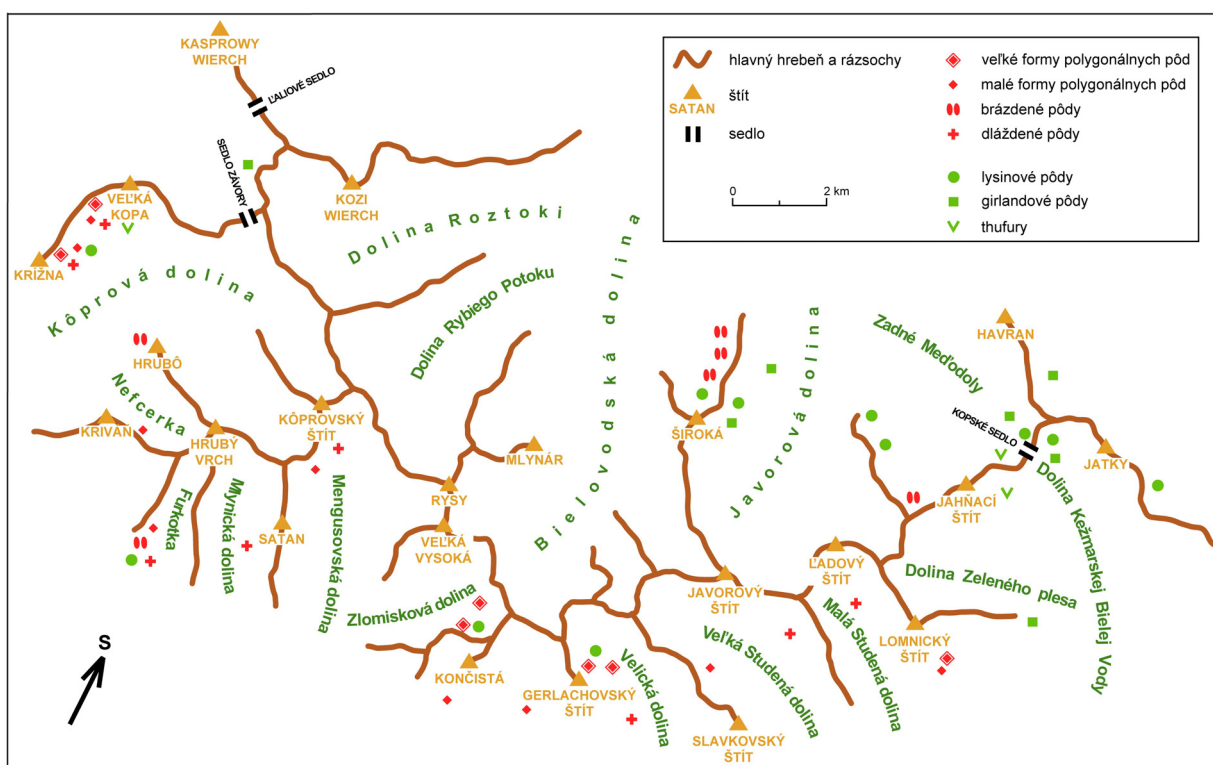 KASPROWY
WIERCH
ĽALIOVÉ SEDLO
SEDLO ZÁVORY
VEĽKÁ
KOPA
KOZI
WIERCH
KRÍŽNA
Dolina Roztoki
Kôprová dolina
Dolina Rybiego Potoku
Bielovodská dolina
Javorová dolina
Zadné Meďodoly
HAVRAN
HRUBÔ
Nefcerka
KRIVAŇ
HRUBÝ
VRCH
KÔPROVSKÝ
ŠTÍT
MLYNÁR
ŠIROKÁ
KOPSKÉ SEDLO
JATKY
RYSY
JAHŇACÍ
ŠTÍT
Furkotka
Mlynická dolina
SATAN
Mengusovská dolina
VEĽKÁ
VYSOKÁ
Dolina Kežmarskej Bielej Vody
ĽADOVÝ
ŠTÍT
Dolina Zeleného plesa
JAVOROVÝ
ŠTÍT
Zlomisková dolina
Malá Studená dolina
LOMNICKÝ
ŠTÍT
Veľká Studená dolina
Velická dolina
KONČISTÁ
GERLACHOVSKÝ
ŠTÍT
SLAVKOVSKÝ
ŠTÍT
S
hlavný hrebeň a rázsochy
SATAN
štít
sedlo
0 2 km
veľké formy polygonálnych pôd
malé formy polygonálnych pôd
brázdené pôdy
dláždené pôdy
lysinové pôdy
girlandové pôdy
thufury